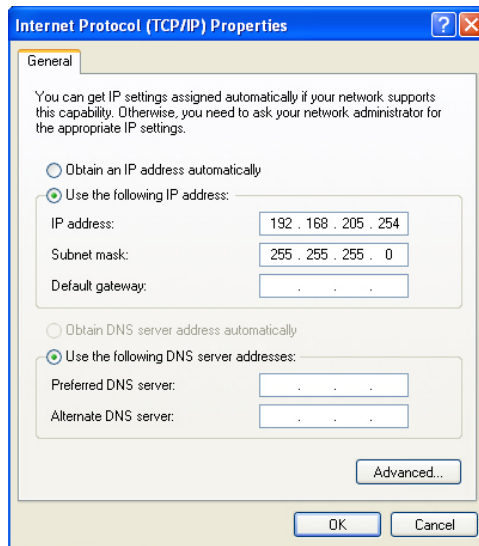 Internet Protocol (TCP/IP) Properties
General
You can get IP settings assigned automatically if your network supports
this capability. Otherwise, you need to ask your network administrator for
the appropriate IP settings.
Obtain an IP address automatically
Use the following IP address:
IP address: 192 . 168 . 205 . 254
Subnet mask: 255 . 255 . 255 . 0
Default gateway: . . .
Obtain DNS server address automatically
Use the following DNS server addresses:
Preferred DNS server: . . .
Alternate DNS server: . . .
Advanced...
OK Cancel